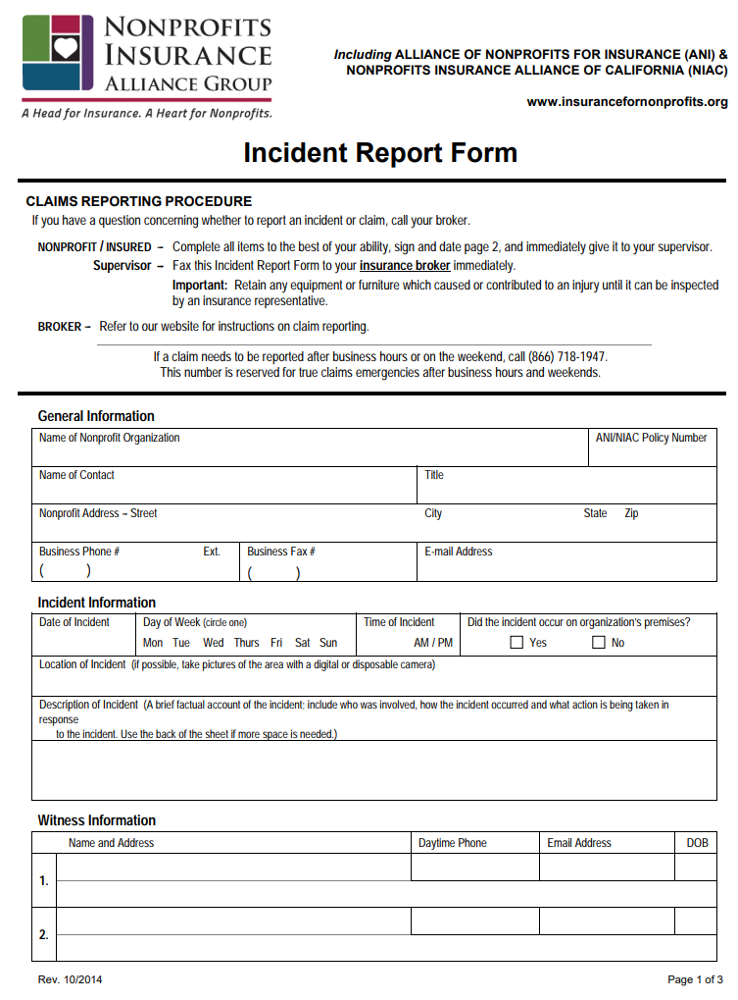 NONPROFITS
INSURANCE
ALLIANCE GROUP
A Head for Insurance. A Heart for Nonprofits.
Including ALLIANCE OF NONPROFITS FOR INSURANCE (ANI) &
NONPROFITS INSURANCE ALLIANCE OF CALIFORNIA (NIAC)
www.insurancefornonprofits.org
Incident Report Form
CLAIMS REPORTING PROCEDURE
If you have a question concerning whether to report an incident or claim, call your broker.
NONPROFIT / INSURED – Complete all items to the best of your ability, sign and date page 2, and immediately give it to your supervisor.
Supervisor – Fax this Incident Report Form to your insurance broker immediately.
Important: Retain any equipment or furniture which caused or contributed to an injury until it can be inspected
by an insurance representative.
BROKER – Refer to our website for instructions on claim reporting.
If a claim needs to be reported after business hours or on the weekend, call (866) 718-1947.
This number is reserved for true claims emergencies after business hours and weekends.
General Information
Name of Nonprofit Organization ANI/NIAC Policy Number
Name of Contact Title
Nonprofit Address – Street City State Zip
Business Phone # Ext. Business Fax # E-mail Address
( ) ( )
Incident Information
Date of Incident Day of Week (circle one) Time of Incident Did the incident occur on organization's premises?
Mon Tue Wed Thurs Fri Sat Sun AM / PM Yes No
Location of Incident (if possible, take pictures of the area with a digital or disposable camera)
Description of Incident (A brief factual account of the incident; include who was involved, how the incident occurred and what action is being taken in
response
to the incident. Use the back of the sheet if more space is needed.)
Witness Information
Name and Address Daytime Phone Email Address DOB
1.
2.
Rev. 10/2014 Page 1 of 3